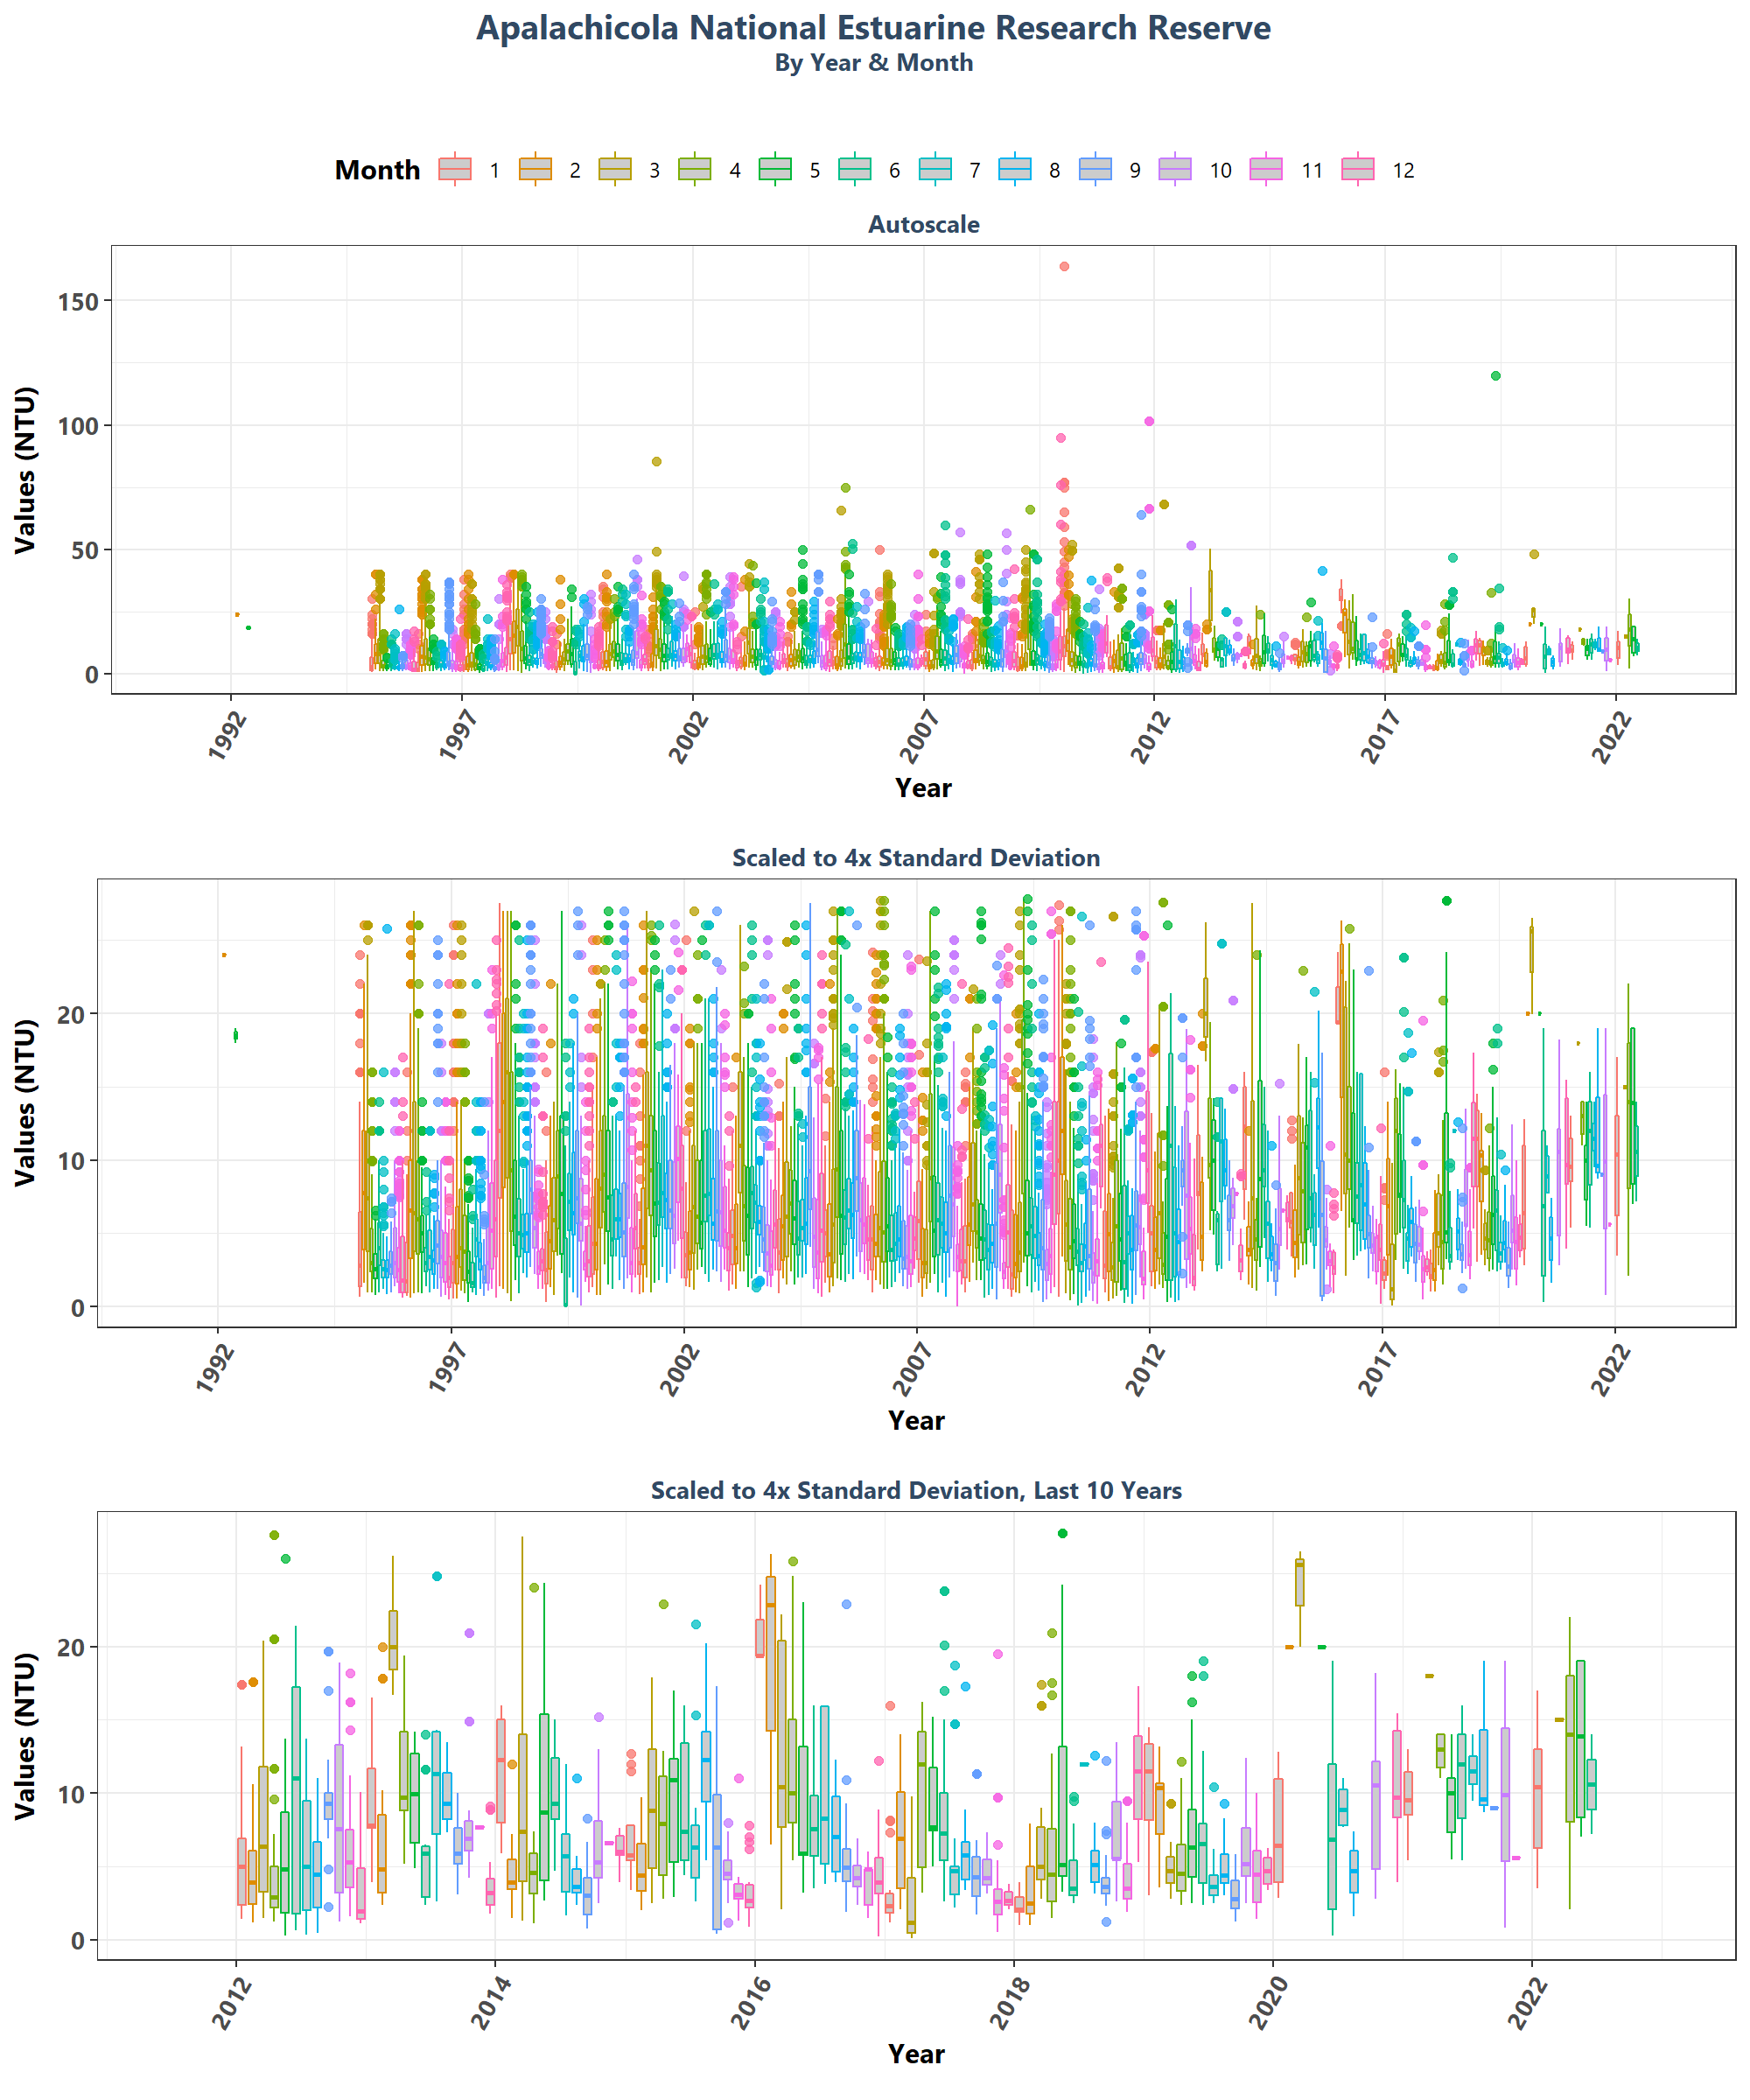 Apalachicola National Estuarine Research Reserve
By Year & Month
Month 1 2 3 4 5 6 7 8 9 10 11 12
Autoscale
Values (NTU)
150
100
50
0
1992 1997 2002 2007 2012 2017 2022
Year
Scaled to 4x Standard Deviation
Values (NTU)
20
10
0
1992 1997 2002 2007 2012 2017 2022
Year
Scaled to 4x Standard Deviation, Last 10 Years
Values (NTU)
20
10
0
2012 2014 2016 2018 2020 2022
Year